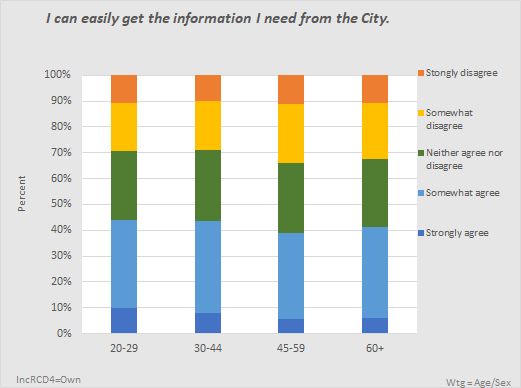 I can easily get the information I need from the City.
100%
90%
80%
70%
60%
50%
40%
30%
20%
10%
0%
Percent
20-29
30-44
45-59
60+
Stongly disagree
Somewhat
disagree
Neither agree nor
disagree
Somewhat agree
Strongly agree
IncRCD4=Own
Wtg = Age/Sex